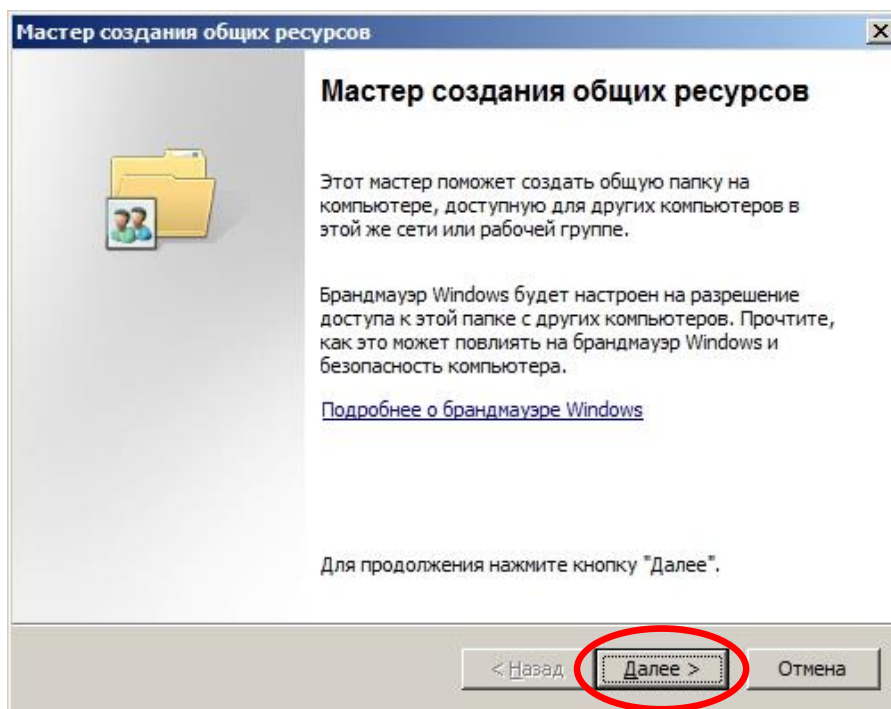 Мастер создания общих ресурсов
Мастер создания общих ресурсов
Этот мастер поможет создать общую папку на
компьютере, доступную для других компьютеров в
этой же сети или рабочей группе.
Брандмауэр Windows будет настроен на разрешение
доступа к этой папке с других компьютеров. Прочтите,
как это может повлиять на брандмауэр Windows и
безопасность компьютера.
Подробнее о брандмауэре Windows
Для продолжения нажмите кнопку "Далее".
< Назад Далее > Отмена